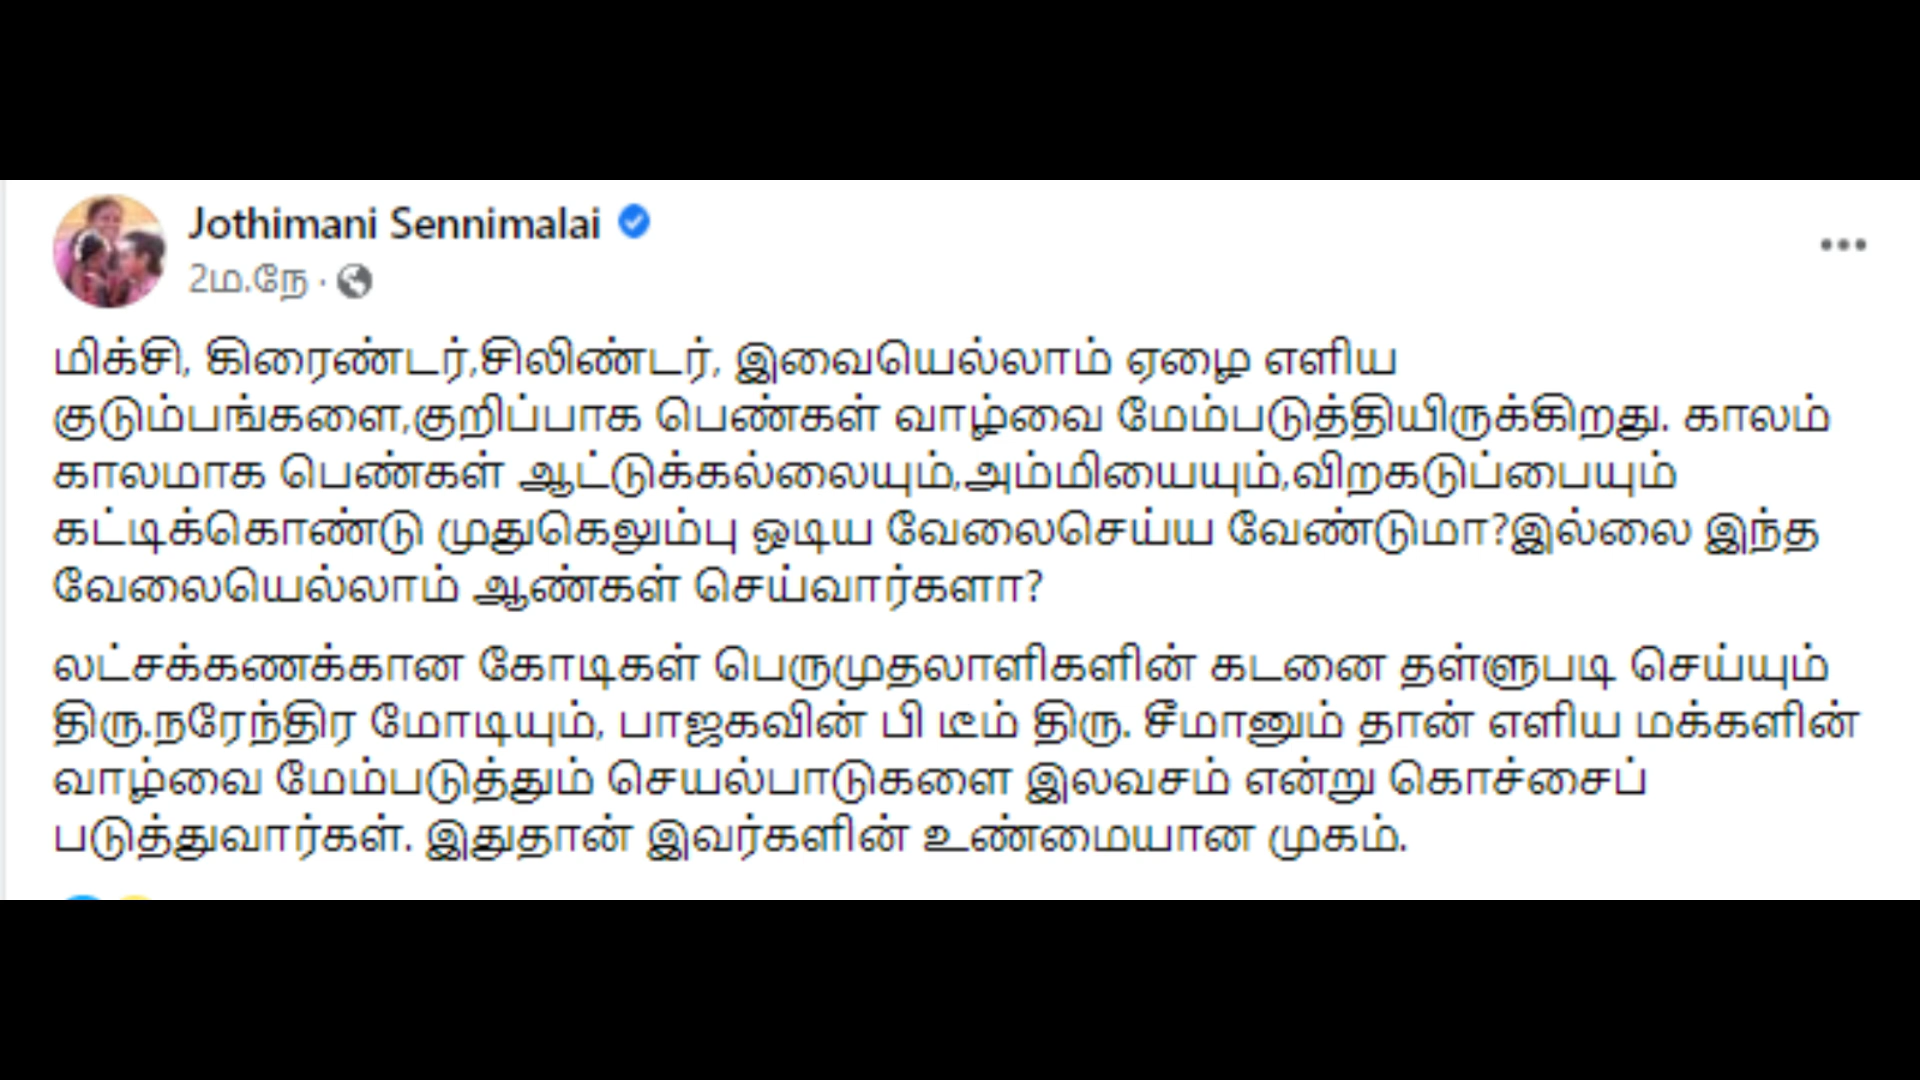 Jothimani Sennimalai
2ம.நே ·
மிக்சி, கிரைண்டர்,சிலிண்டர், இவையெல்லாம் ஏழை எளிய
குடும்பங்களை,குறிப்பாக பெண்கள் வாழ்வை மேம்படுத்தியிருக்கிறது. காலம்
காலமாக பெண்கள் ஆட்டுக்கல்லையும்,அம்மியையும்,விறகடுப்பையும்
கட்டிக்கொண்டு முதுகெலும்பு ஒடிய வேலைசெய்ய வேண்டுமா?இல்லை இந்த
வேலையெல்லாம் ஆண்கள் செய்வார்களா?
லட்சக்கணக்கான கோடிகள் பெருமுதலாளிகளின் கடனை தள்ளுபடி செய்யும்
திரு.நரேந்திர மோடியும், பாஜகவின் பி டீம் திரு. சீமானும் தான் எளிய மக்களின்
வாழ்வை மேம்படுத்தும் செயல்பாடுகளை இலவசம் என்று கொச்சைப்
படுத்துவார்கள். இதுதான் இவர்களின் உண்மையான முகம்.